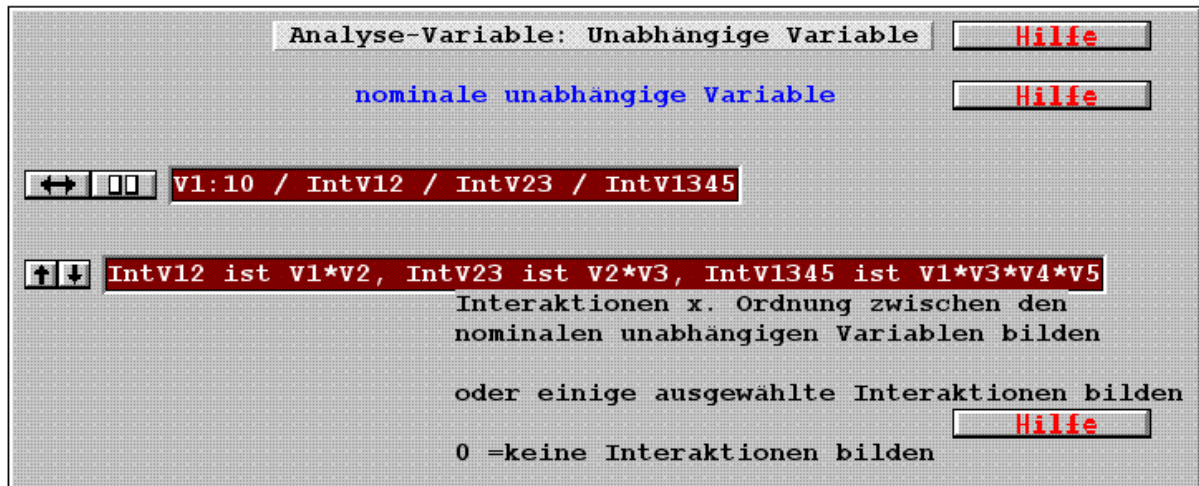 Analyse-Variable: Unabhängige Variable Hilfe
nominale unabhängige Variable Hilfe
V1:10 / IntV12 / IntV23 / IntV1345
IntV12 ist V1*V2, IntV23 ist V2*V3, IntV1345 ist V1*V3*V4*V5
Interaktionen x. Ordnung zwischen den
nominalen unabhängigen Variablen bilden
oder einige ausgewählte Interaktionen bilden
Hilfe
0 =keine Interaktionen bilden